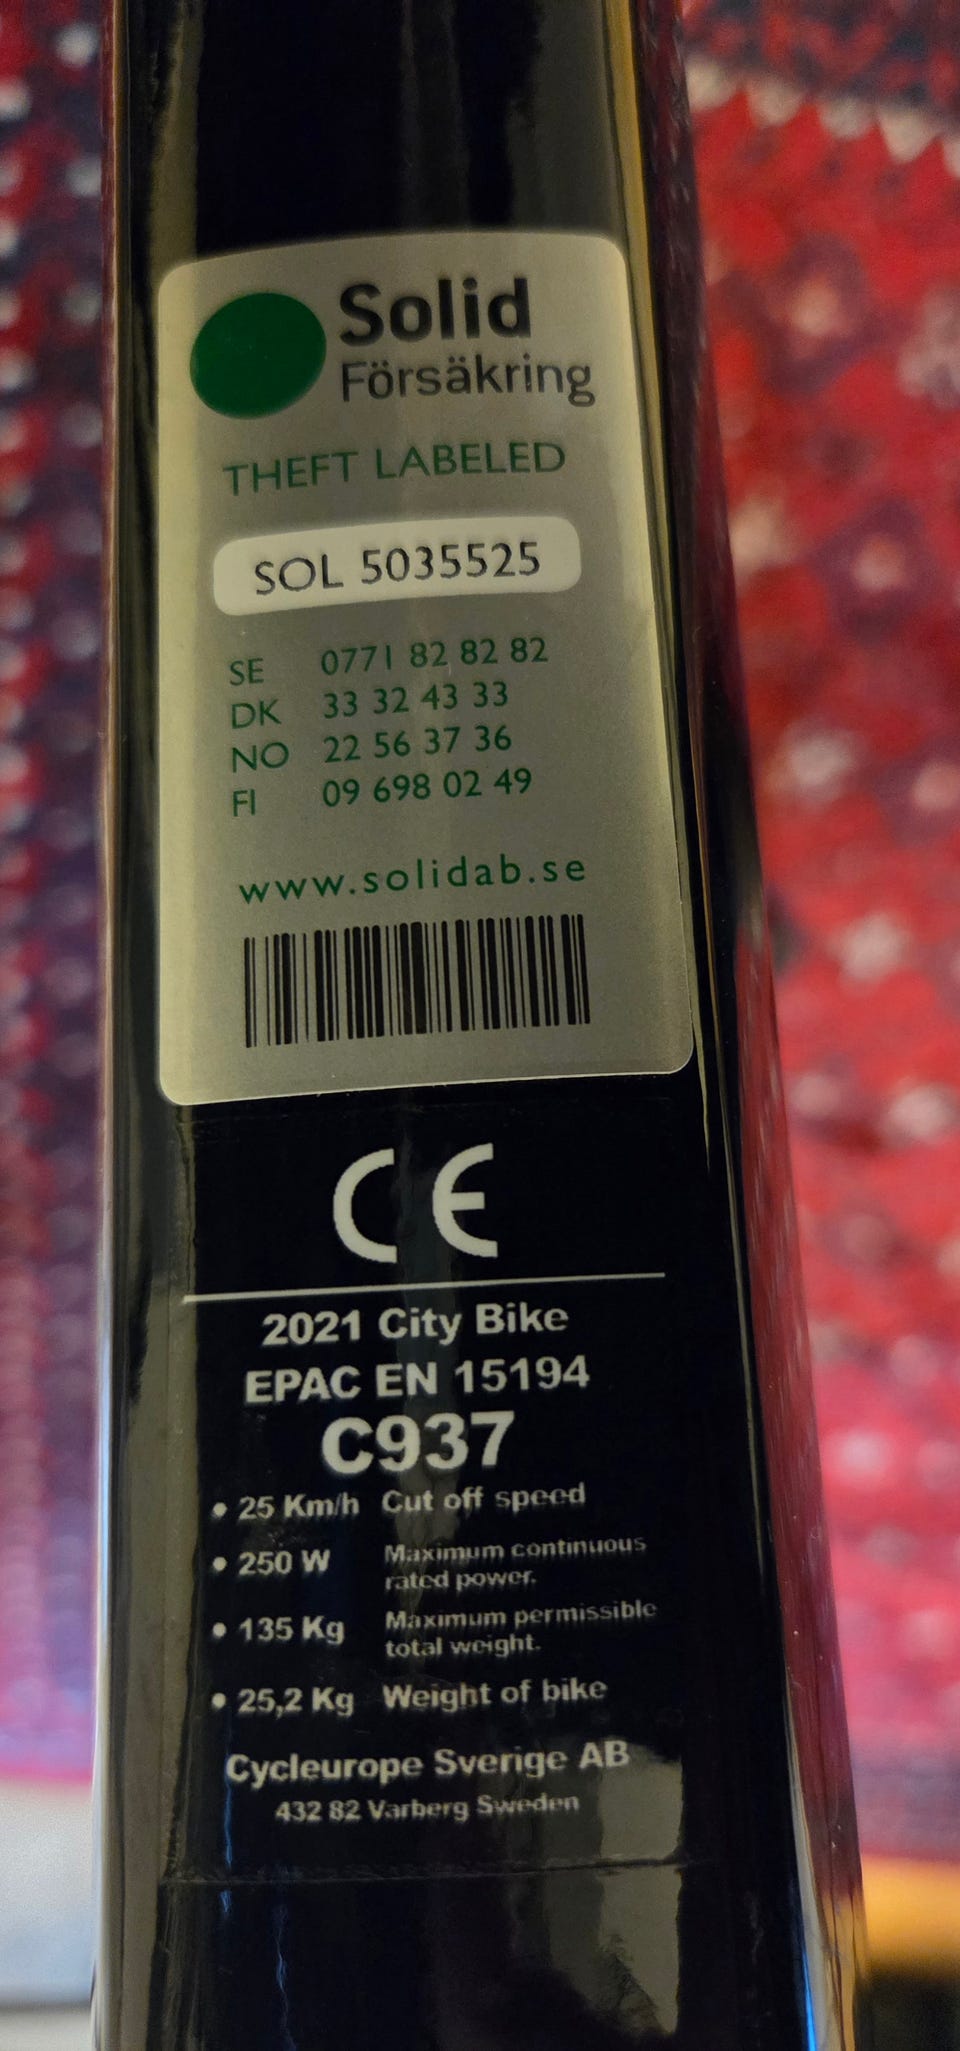 Solid
Försäkring
THEFT LABELED
SOL 5035525
SE 0771 82 82 82
DK 33 32 43 33
NO 22 56 37 36
FI 09 698 02 49
www.solidab.se
CE
2021 City Bike
EPAC EN 15194
C937
• 25 Km/h Cut off speed
• 250 W Maximum continuous
rated power.
• 135 Kg Maximum permissible
total weight.
• 25,2 Kg Weight of bike
Cycleurope Sverige AB
432 82 Varberg Sweden